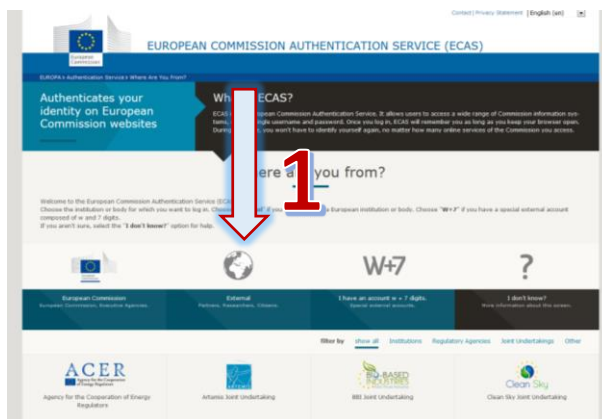 Contact | Privacy Statement | English (en)
European
Commission
EUROPEAN COMMISSION AUTHENTICATION SERVICE (ECAS)
EUROPA > Authentication Service > Where Are You From?
Authenticates your
identity on European
Commission websites
Wh ECAS?
ECAS European Commission Authentication Service. It allows users to access a wide range of Commission information sys-
tems, single username and password. Once you log in, ECAS will remember you as long as you keep your browser open.
During you won't have to identify yourself again, no matter how many online services of the Commission you access.
ere a you from?
1
Welcome to the European Commission Authentication Service (EC
Choose the institution or body for which you want to log in. Choose if you a European institution or body. Choose "W+7" if you have a special external account
composed of w and 7 digits.
If you aren't sure, select the "I don't know?" option for help.
W+7
?
European Commission
European Commission, Executive Agencies.
External
Partners, Researchers, Citizens.
I have an account w + 7 digits.
Special external accounts.
I don't know?
More information about this screen.
filter by show all Institutions Regulatory Agencies Joint Undertakings Other
ACER
Agency for the Cooperation
of Energy Regulators
Agency for the Cooperation of Energy
Regulators
ARTEMIS
Artemis Joint Undertaking
BIO-BASED
INDUSTRIES
BBI Joint Undertaking
Clean Sky
Clean Sky Joint Undertaking